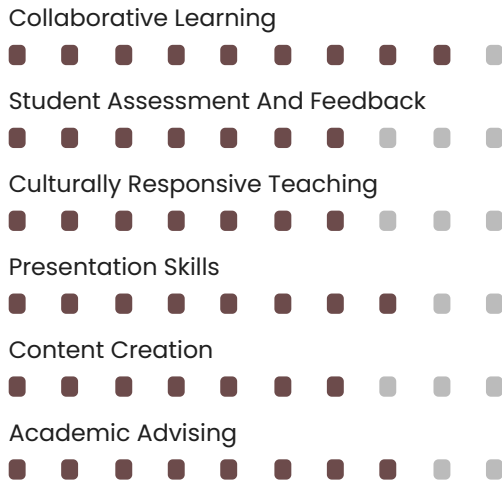 Collaborative Learning
Student Assessment And Feedback
Culturally Responsive Teaching
Presentation Skills
Content Creation
Academic Advising